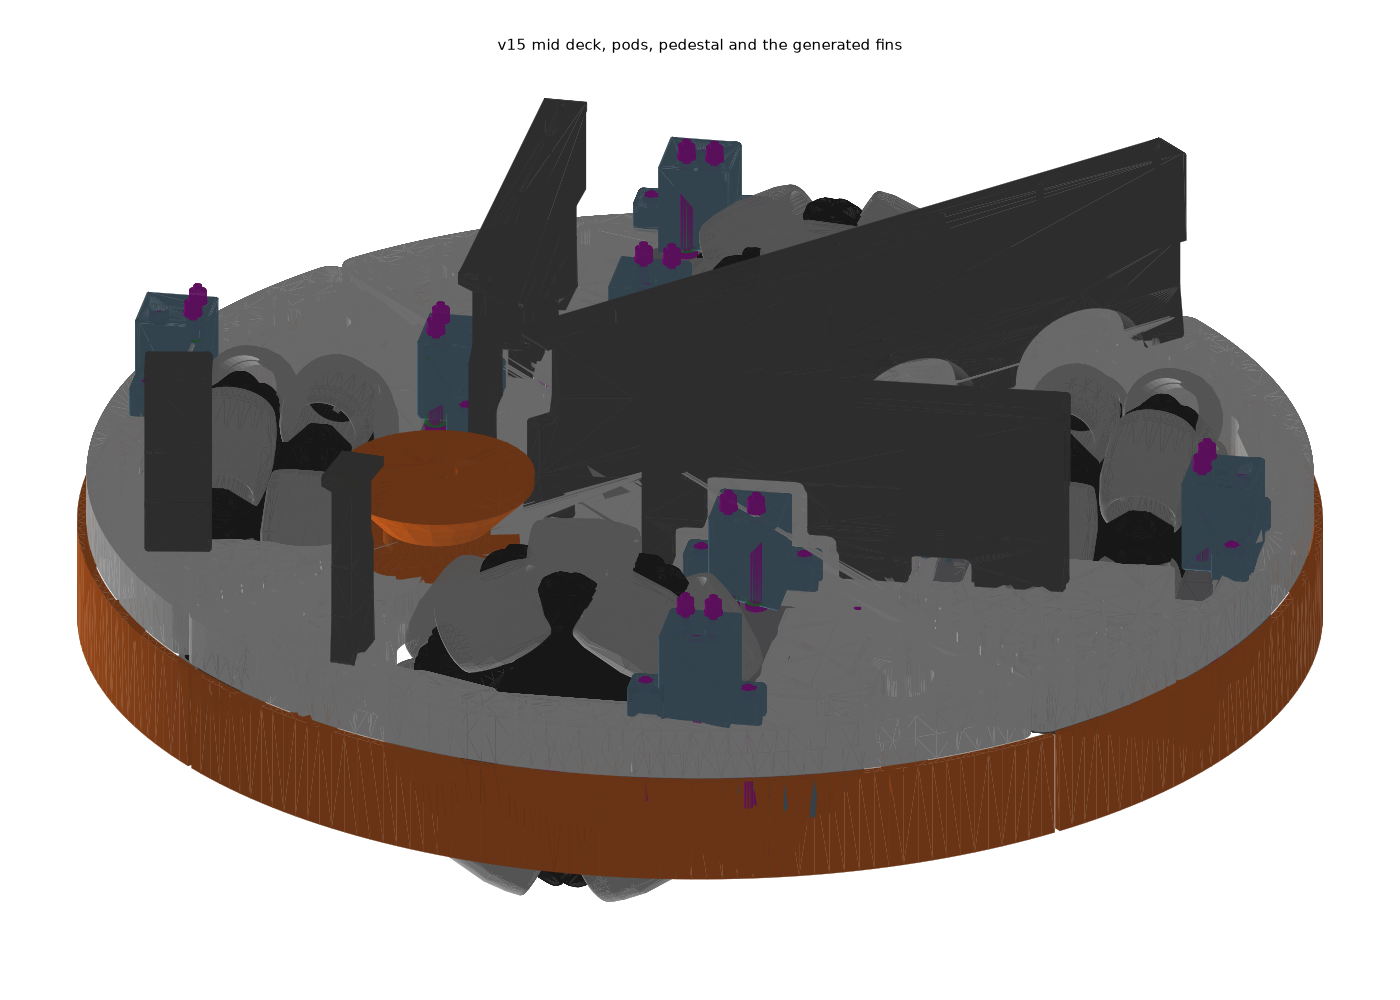 v15 mid deck, pods, pedestal and the generated fins